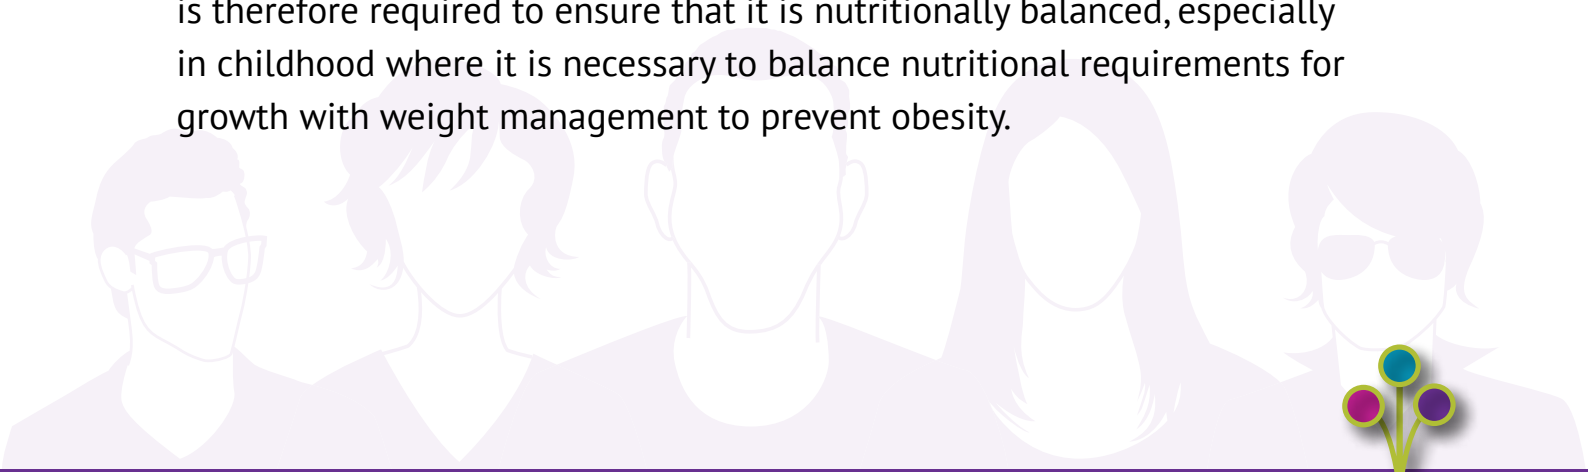 is therefore required to ensure that it is nutritionally balanced, especially
in childhood where it is necessary to balance nutritional requirements for
growth with weight management to prevent obesity.